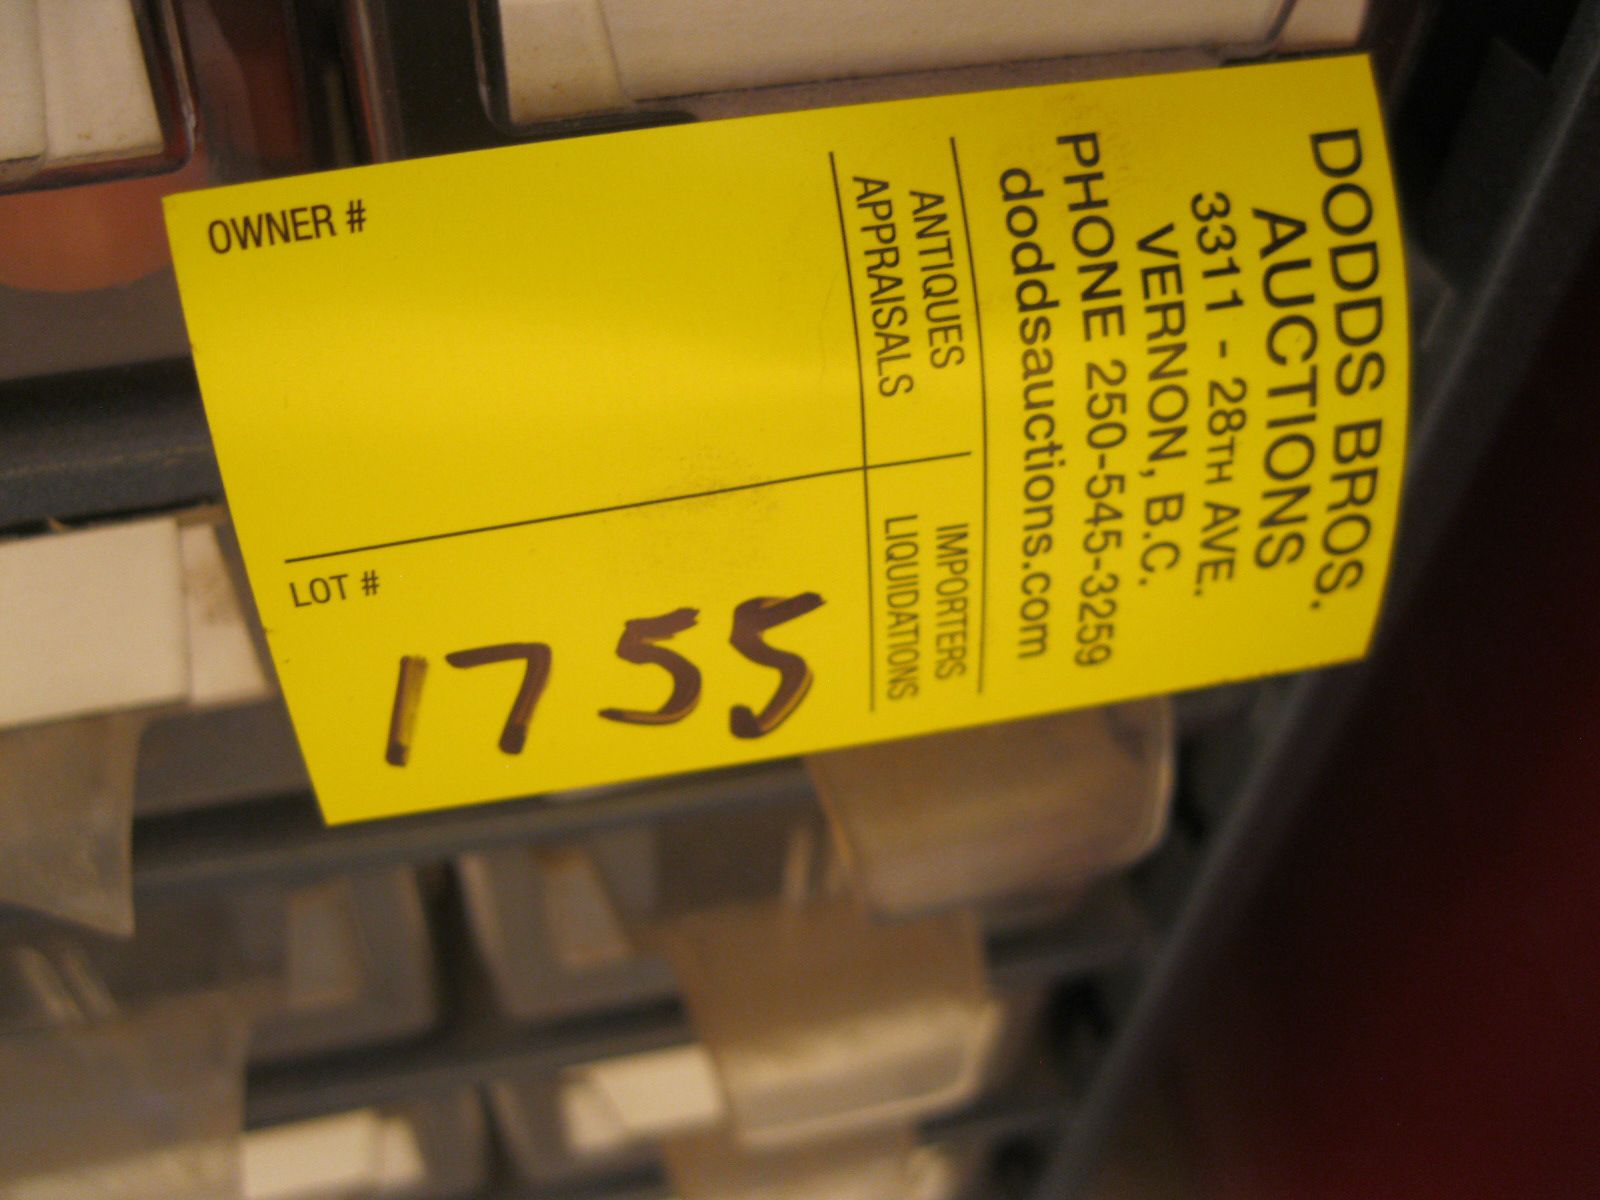 DODDS BROS.
AUCTIONS
3311 - 28TH AVE.
VERNON, B.C.
PHONE 250-545-3259
doddsauctions.com
ANTIQUES IMPORTERS
APPRAISALS LIQUIDATIONS
OWNER #
LOT #
1755